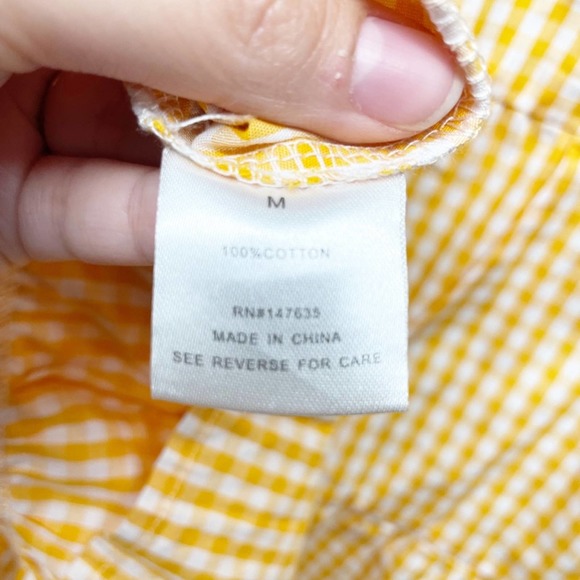 M
100%COTTON
RN#147635
MADE IN CHINA
SEE REVERSE FOR CARE